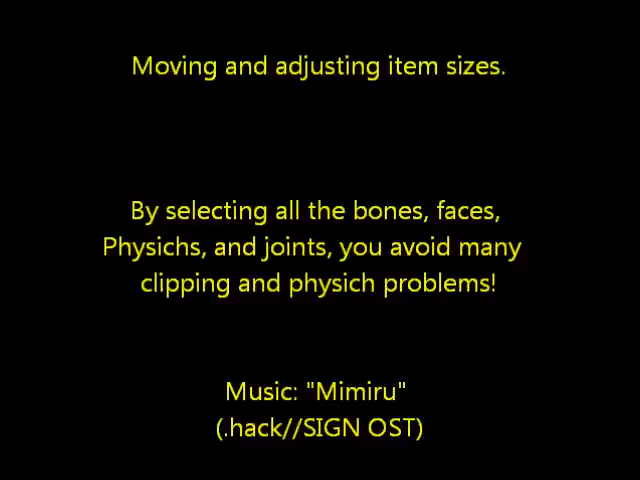 Moving and adjusting item sizes.
By selecting all the bones, faces,
Physichs, and joints, you avoid many
clipping and physich problems!
Music: "Mimiru"
(.hack//SIGN OST)